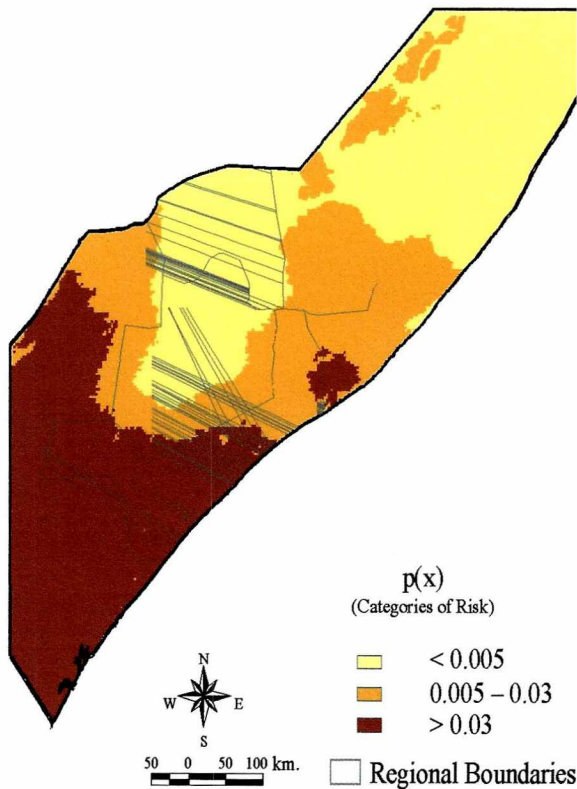 p(x)
(Categories of Risk)
< 0.005
0.005 – 0.03
> 0.03
Regional Boundaries
N
W E
S
50 0 50 100 km.